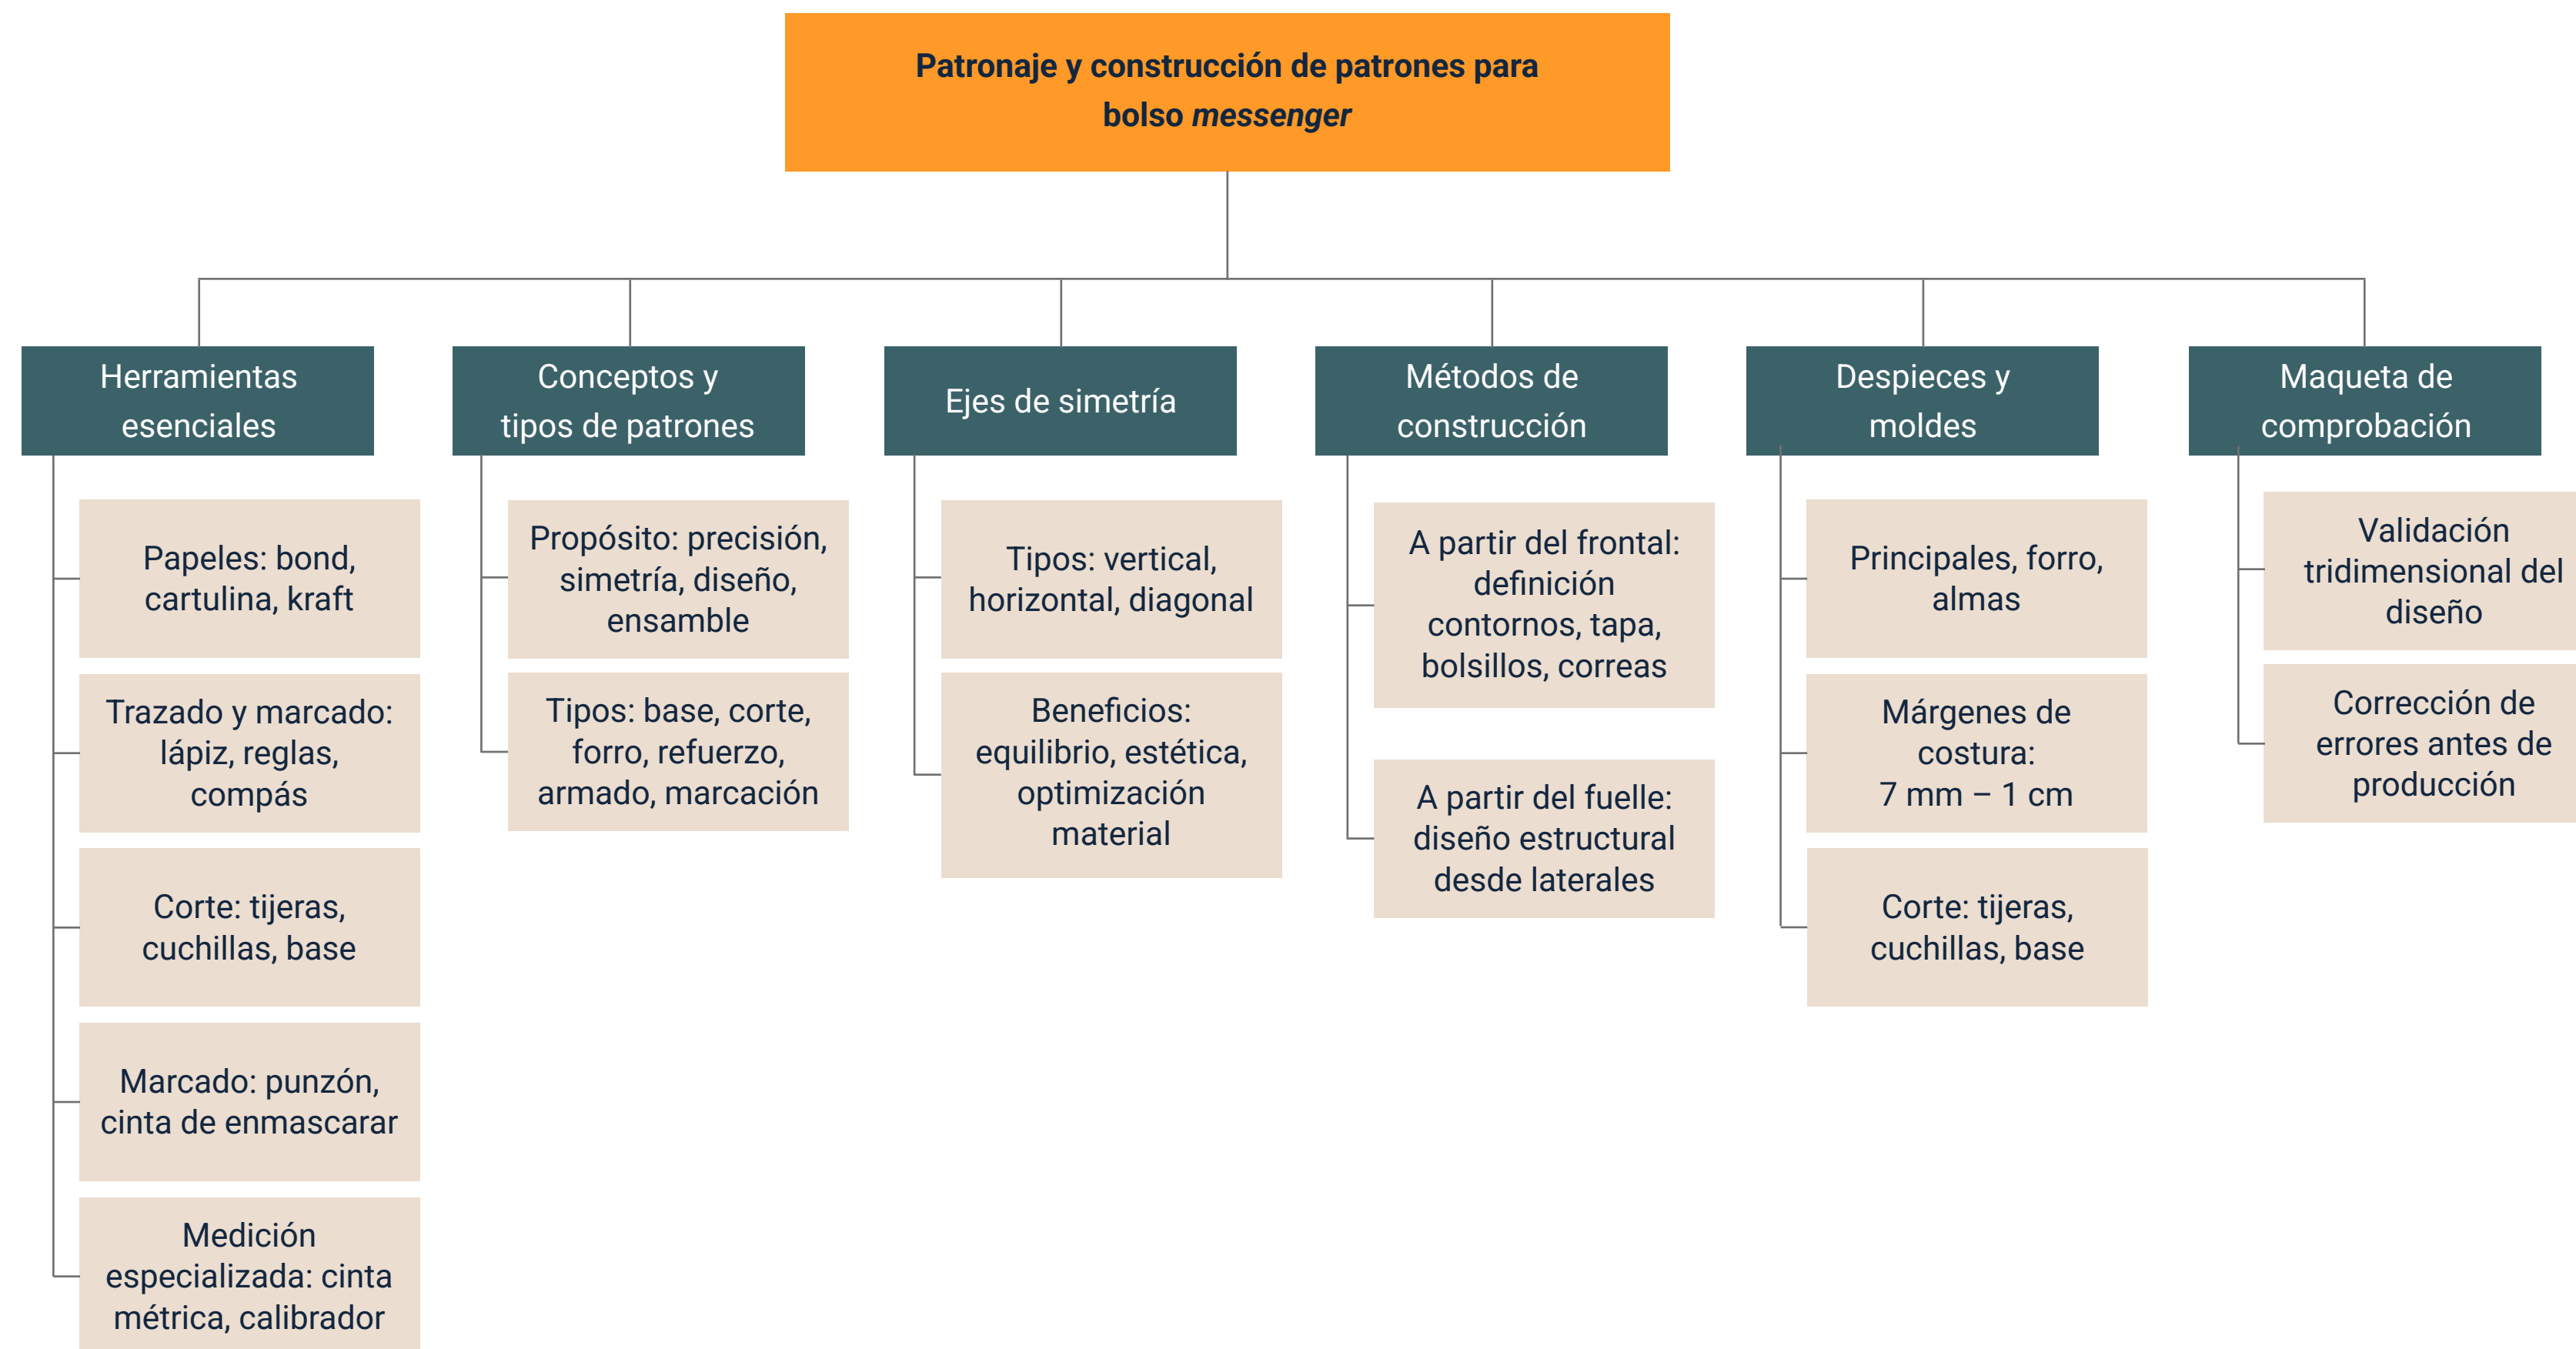 Patronaje y construcción de patrones para
bolso messenger
Herramientas
esenciales
Papeles: bond,
cartulina, kraft
Trazado y marcado:
lápiz, reglas,
compás
Corte: tijeras,
cuchillas, base
Marcado: punzón,
cinta de enmascarar
Medición
especializada: cinta
métrica, calibrador
Conceptos y
tipos de patrones
Propósito: precisión,
simetría, diseño,
ensamble
Tipos: base, corte,
forro, refuerzo,
armado, marcación
Ejes de simetría
Tipos: vertical,
horizontal, diagonal
Beneficios:
equilibrio, estética,
optimización
material
Métodos de
construcción
A partir del frontal:
definición
contornos, tapa,
bolsillos, correas
A partir del fuelle:
diseño estructural
desde laterales
Despieces y
moldes
Principales, forro,
almas
Márgenes de
costura:
7 mm – 1 cm
Corte: tijeras,
cuchillas, base
Maqueta de
comprobación
Validación
tridimensional del
diseño
Corrección de
errores antes de
producción